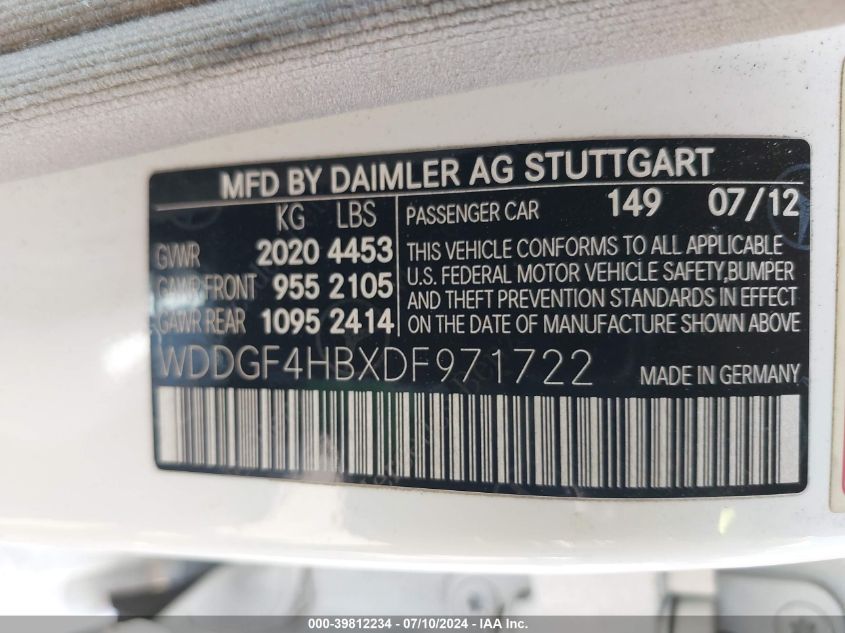 MFD BY DAIMLER AG STUTTGART
KG LBS
GVWR 2020 4453
GAWR FRONT 955 2105
GAWR REAR 1095 2414
PASSENGER CAR 149 07/12
THIS VEHICLE CONFORMS TO ALL APPLICABLE
U.S. FEDERAL MOTOR VEHICLE SAFETY,BUMPER
AND THEFT PREVENTION STANDARDS IN EFFECT
ON THE DATE OF MANUFACTURE SHOWN ABOVE
WDDGF4HBXDF971722 MADE IN GERMANY
000-39812234 - 07/10/2024 - © IAA, Inc.